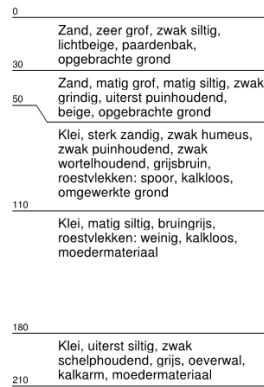 0
Zand, zeer grof, zwak siltig,
lichtbeige, paardenbak,
opgebrachte grond
30
Zand, matig grof, matig siltig, zwak
grindig, uiterst puinhoudend,
beige, opgebrachte grond
50
Klei, sterk zandig, zwak humeus,
zwak puinhoudend, zwak
wortelhoudend, grijsbruin,
roestvlekken: spoor, kalkloos,
omgewerkte grond
110
Klei, matig siltig, bruingrijs,
roestvlekken: weinig, kalkloos,
moedermateriaal
180
Klei, uiterst siltig, zwak
schelphoudend, grijs, oeverwal,
kalkarm, moedermateriaal
210